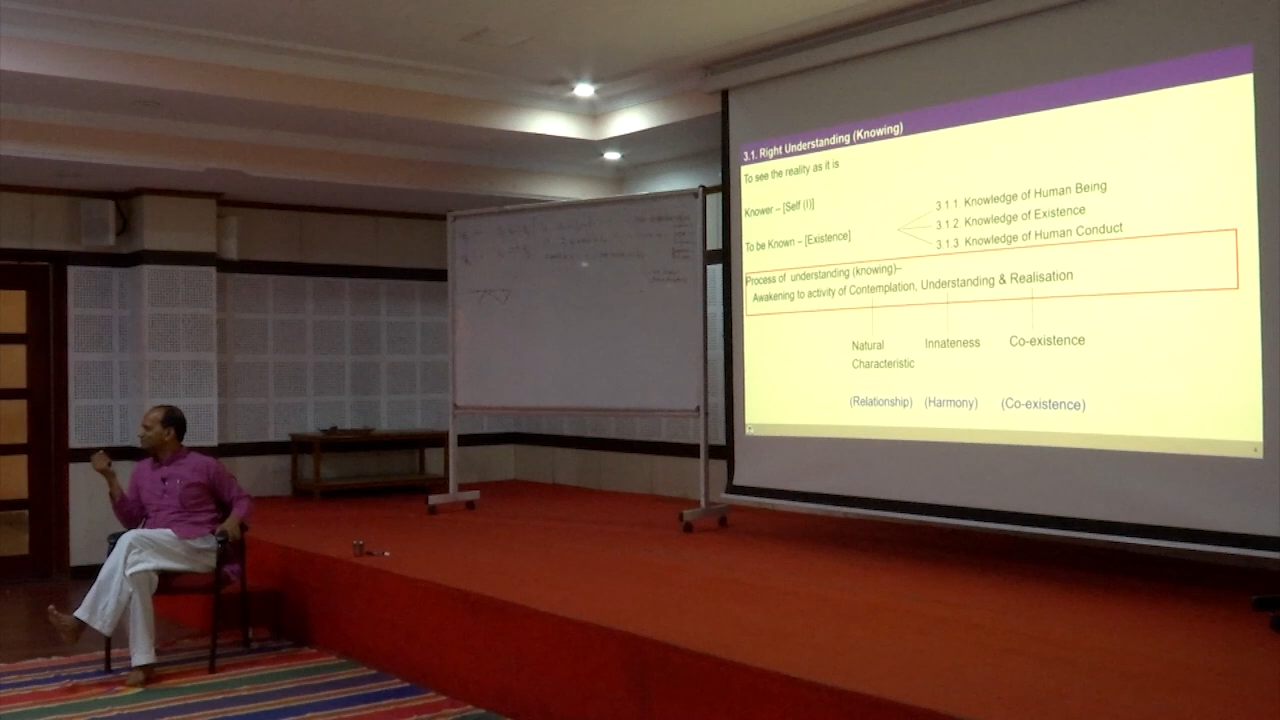 3.1. Right Understanding (Knowing)
To see the reality as it is
Knower – [Self (I)]
To be Known – [Existence]
3 1 1 Knowledge of Human Being
3 1 2 Knowledge of Existence
3 1 3 Knowledge of Human Conduct
Process of understanding (knowing)–
Awakening to activity of Contemplation, Understanding & Realisation
Natural Innateness Co-existence
Characteristic
(Relationship) (Harmony) (Co-existence)